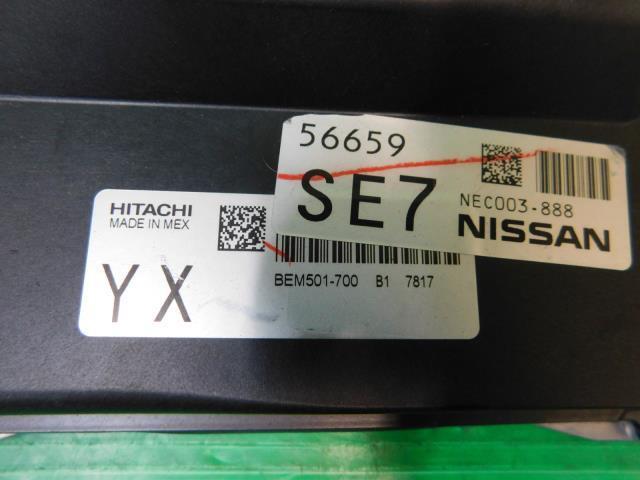 56659
SE7
NEC003-888
NISSAN
HITACHI
MADE IN MEX
YX
BEM501-700 B1 7817